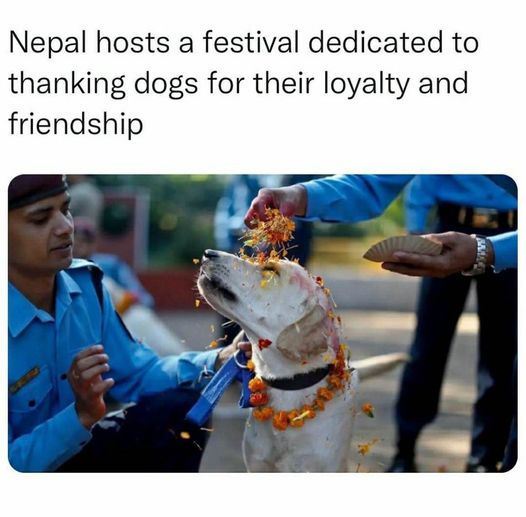 Nepal hosts a festival dedicated to
thanking dogs for their loyalty and
friendship